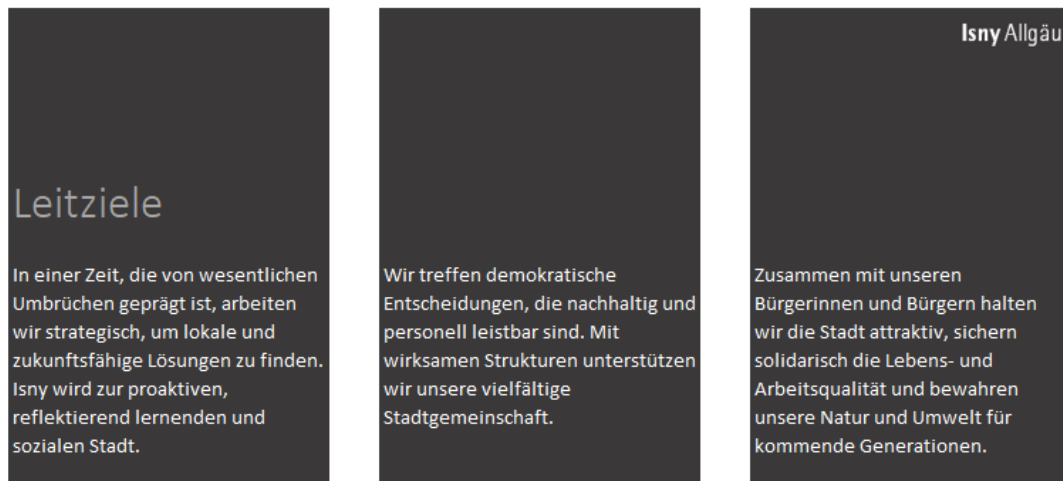 Isny Allgäu
Leitziele
In einer Zeit, die von wesentlichen
Umbrüchen geprägt ist, arbeiten
wir strategisch, um lokale und
zukunftsfähige Lösungen zu finden.
Isny wird zur proaktiven,
reflektierend lernenden und
sozialen Stadt.
Wir treffen demokratische
Entscheidungen, die nachhaltig und
personell leistbar sind. Mit
wirksamen Strukturen unterstützen
wir unsere vielfältige
Stadtgemeinschaft.
Zusammen mit unseren
Bürgerinnen und Bürgern halten
wir die Stadt attraktiv, sichern
solidarisch die Lebens- und
Arbeitsqualität und bewahren
unsere Natur und Umwelt für
kommende Generationen.